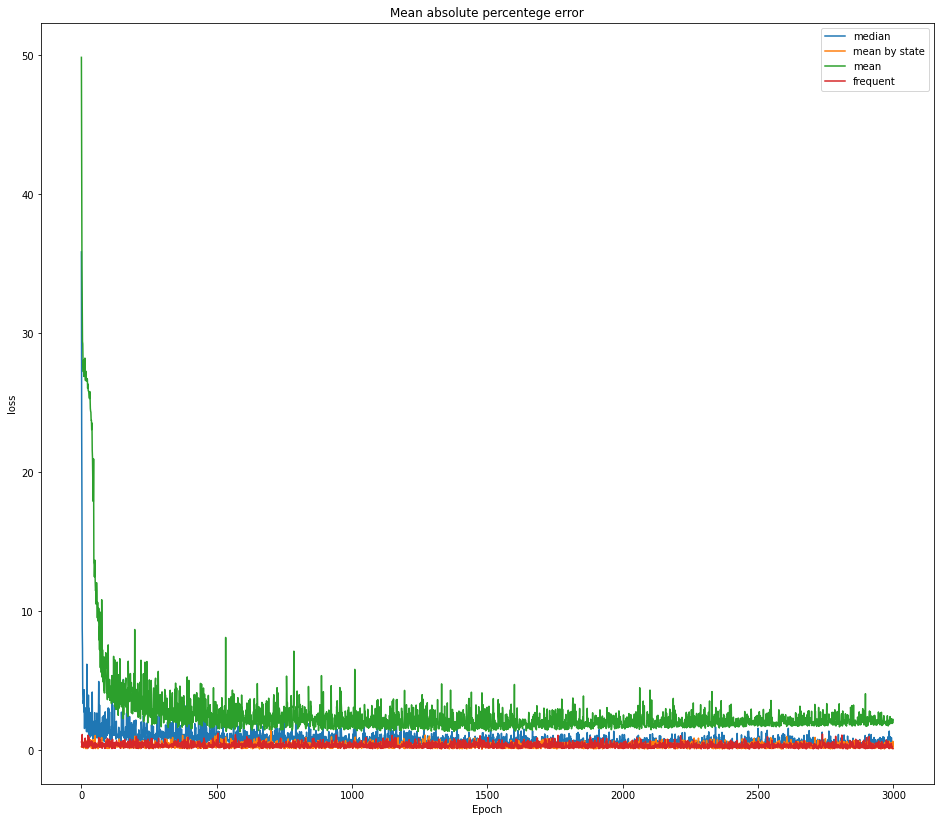 Mean absolute percentege error
median
mean by state
mean
frequent
50
40
30
20
10
0
loss
0 500 1000 1500 2000 2500 3000
Epoch